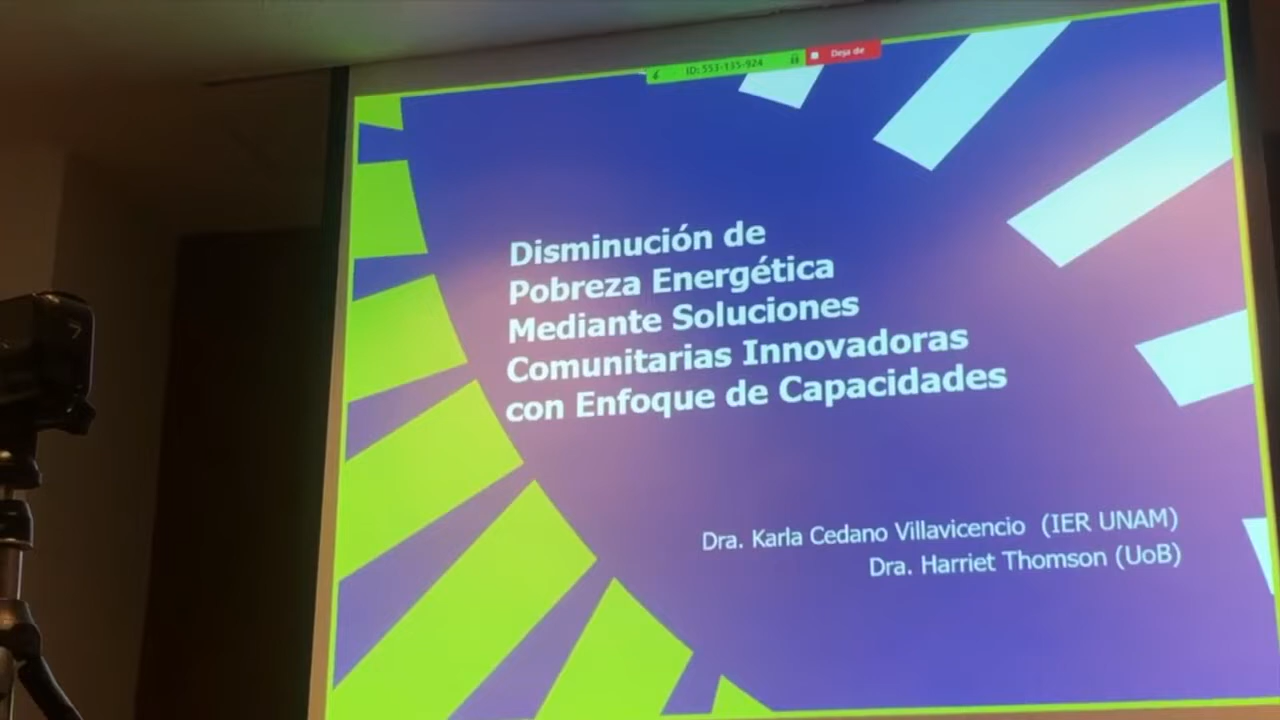 ID: 553-135-924
Deja de
Disminución de
Pobreza Energética
Mediante Soluciones
Comunitarias Innovadoras
con Enfoque de Capacidades
Dra. Karla Cedano Villavicencio (IER UNAM)
Dra. Harriet Thomson (UoB)